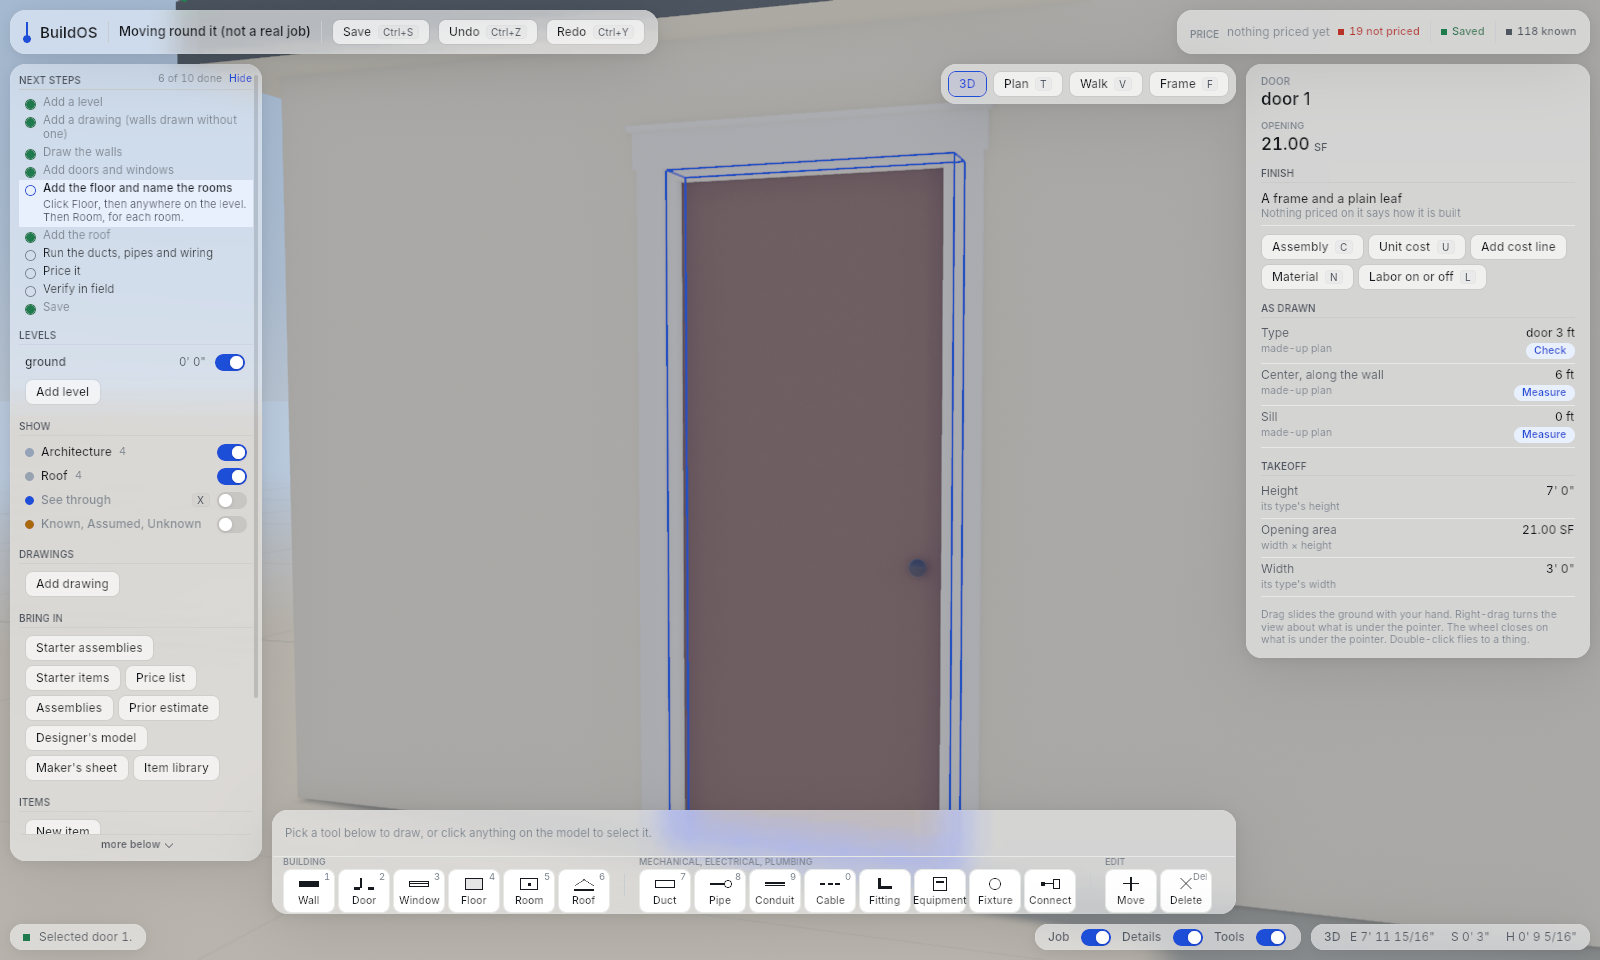 BuildOS
Moving round it (not a real job)
Save Ctrl+S
Undo Ctrl+Z
Redo Ctrl+Y
PRICE nothing priced yet
19 not priced
Saved
118 known
NEXT STEPS
6 of 10 done Hide
Add a level
Add a drawing (walls drawn without
one)
Draw the walls
Add doors and windows
Add the floor and name the rooms
Click Floor, then anywhere on the level.
Then Room, for each room.
Add the roof
Run the ducts, pipes and wiring
Price it
Verify in field
Save
LEVELS
ground 0' 0"
Add level
SHOW
Architecture 4
Roof 4
See through X
Known, Assumed, Unknown
DRAWINGS
Add drawing
BRING IN
Starter assemblies
Starter items Price list
Assemblies Prior estimate
Designer's model
Maker's sheet Item library
ITEMS
New item
more below
3D Plan T Walk V Frame F
DOOR
door 1
OPENING
21.00 SF
FINISH
A frame and a plain leaf
Nothing priced on it says how it is built
Assembly C Unit cost U Add cost line
Material N Labor on or off L
AS DRAWN
Type door 3 ft
made-up plan Check
Center, along the wall 6 ft
made-up plan Measure
Sill 0 ft
made-up plan Measure
TAKEOFF
Height 7' 0"
its type's height
Opening area 21.00 SF
width × height
Width 3' 0"
its type's width
Drag slides the ground with your hand. Right-drag turns the
view about what is under the pointer. The wheel closes on
what is under the pointer. Double-click flies to a thing.
Pick a tool below to draw, or click anything on the model to select it.
BUILDING
1 Wall
2 Door
3 Window
4 Floor
5 Room
6 Roof
MECHANICAL, ELECTRICAL, PLUMBING
7 Duct
8 Pipe
9 Conduit
0 Cable
Fitting
Equipment
Fixture
Connect
EDIT
Move
Del Delete
Selected door 1.
Job Details Tools
3D E 7' 11 15/16" S 0' 3" H 0' 9 5/16"